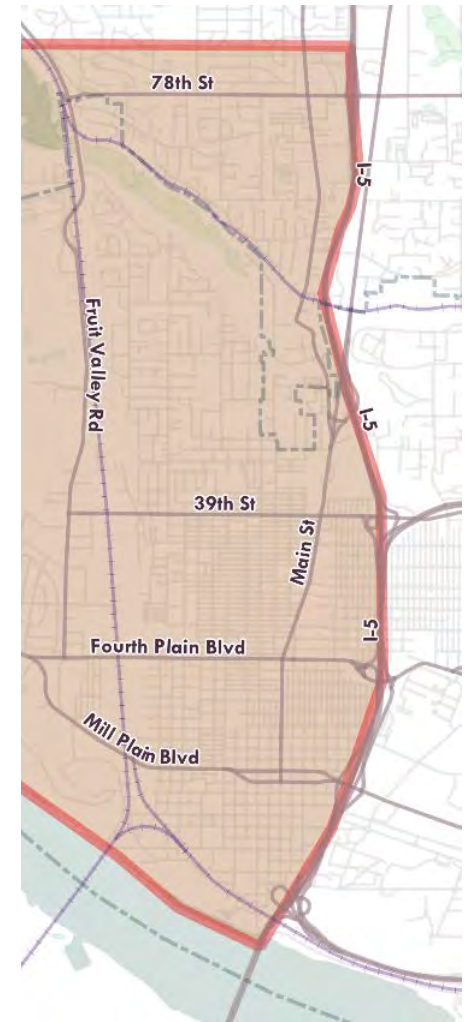 78th St
I-5
Fruit Valley Rd
I-5
39th St
Main St
I-5
Fourth Plain Blvd
Mill Plain Blvd